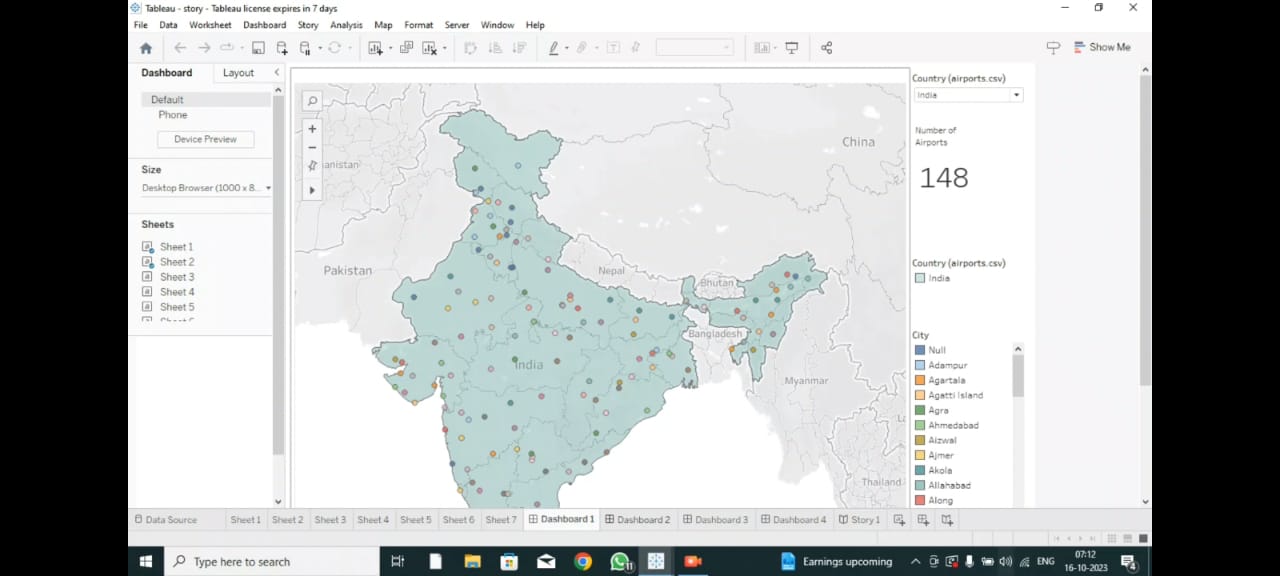 Tableau - story - Tableau license expires in 7 days
File Data Worksheet Dashboard Story Analysis Map Format Server Window Help
Show Me
Dashboard Layout
Default
Phone
Device Preview
Size
Desktop Browser (1000 x 8...
Sheets
Sheet 1
Sheet 2
Sheet 3
Sheet 4
Sheet 5
anistan
China
Pakistan
Nepal
Bhutan
Bangladesh
India
Myanmar
Thailand
Country (airports.csv)
India
Number of
Airports
148
Country (airports.csv)
India
City
Null
Adampur
Agartala
Agatti Island
Agra
Ahmedabad
Aizwal
Ajmer
Akola
Allahabad
Along
Data Source Sheet 1 Sheet 2 Sheet 3 Sheet 4 Sheet 5 Sheet 6 Sheet 7 Dashboard 1 Dashboard 2 Dashboard 3 Dashboard 4 Story 1
Type here to search
11
Earnings upcoming
ENG
07:12
16-10-2023
4